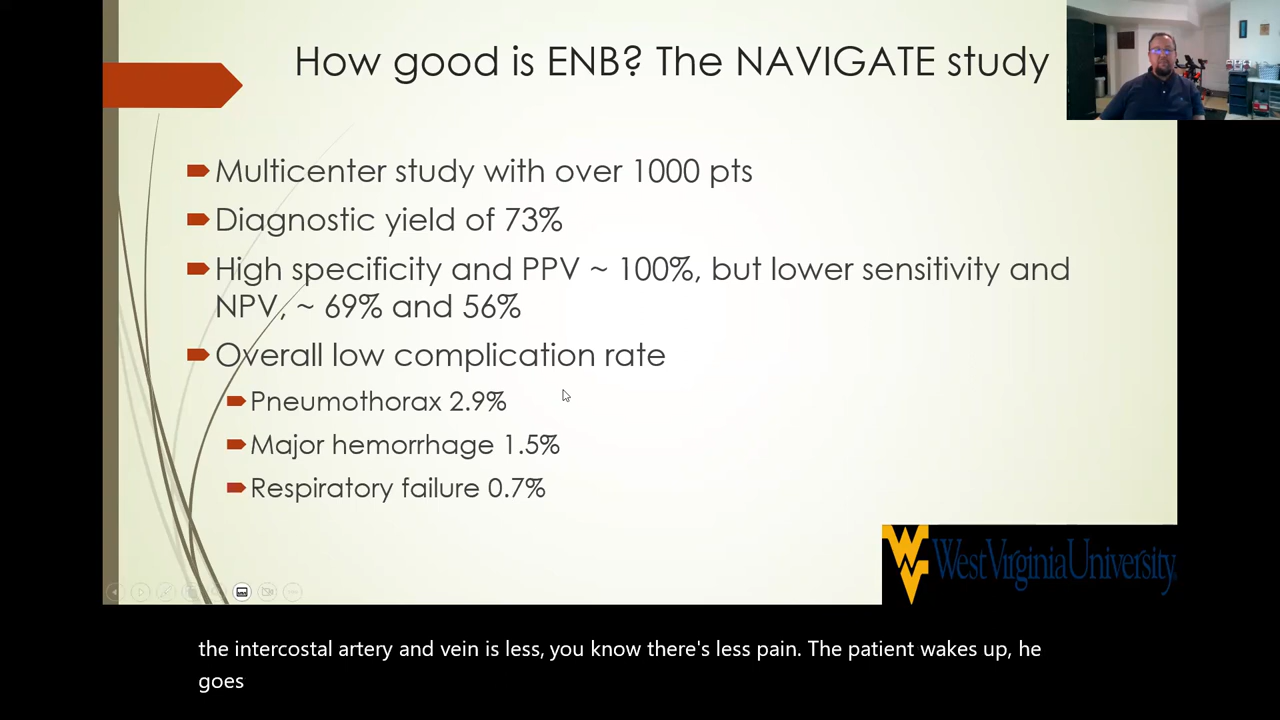 How good is ENB? The NAVIGATE study
Multicenter study with over 1000 pts
Diagnostic yield of 73%
High specificity and PPV ~ 100%, but lower sensitivity and
NPV, ~ 69% and 56%
Overall low complication rate
Pneumothorax 2.9%
Major hemorrhage 1.5%
Respiratory failure 0.7%
WV WestVirginiaUniversity
the intercostal artery and vein is less, you know there's less pain. The patient wakes up, he
goes